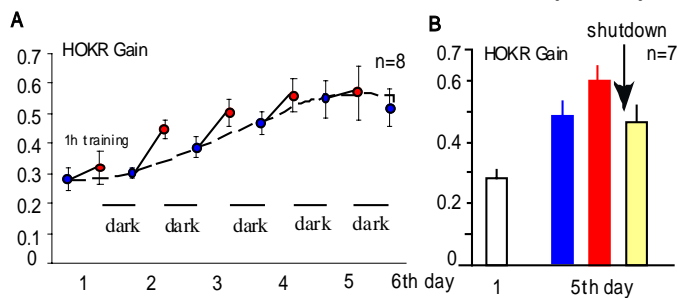 A
HOKR Gain
n=8
0.7
0.6
0.5
0.4
0.3
0.2
0.1
0
1h training
dark
dark
dark
dark
dark
1
2
3
4
5
6th day
B
shutdown
HOKR Gain
n=7
0.7
0.6
0.4
0.2
0
1
5th day